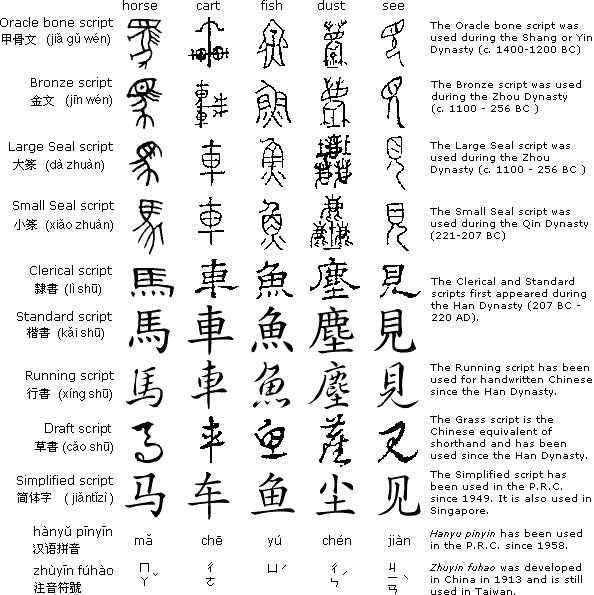 horse cart fish dust see
Oracle bone script
甲骨文 (jiǎ gǔ wén)
The Oracle bone script was
used during the Shang or Yin
Dynasty (c. 1400-1200 BC)
Bronze script
金文 (jīn wén)
The Bronze script was used
during the Zhou Dynasty
(c. 1100 - 256 BC )
Large Seal script
大篆 (dà zhuàn)
The Large Seal script was
used during the Zhou
Dynasty (c. 1100 - 256 BC )
Small Seal script
小篆 (xiǎo zhuàn)
The Small Seal script was
used during the Qin Dynasty
(221-207 BC)
Clerical script
隸書 (lì shū)
馬 車 魚 塵 見
The Clerical and Standard
scripts first appeared during
the Han Dynasty (207 BC -
220 AD).
Standard script
楷書 (kǎi shū)
馬 車 魚 塵 見
Running script
行書 (xíng shū)
馬 車 魚 塵 見
The Running script has been
used for handwritten Chinese
since the Han Dynasty.
Draft script
草書 (cǎo shū)
The Grass script is the
Chinese equivalent of
shorthand and has been
used since the Han Dynasty.
Simplified script
简体字 (jiǎntǐzì )
马 车 鱼 尘 见
The Simplified script has
been used in the P.R.C.
since 1949. It is also used in
Singapore.
hànyǔ pīnyīn
汉语拼音
mǎ chē yú chén jiàn
Hanyu pinyin has been used
in the P.R.C. since 1958.
zhùyīn fúhào
注音符號
ㄇㄚˇ ㄔㄜ ㄩˊ ㄔㄣˊ ㄐㄧㄢˋ
Zhuyin fuhao was developed
in China in 1913 and is still
used in Taiwan.